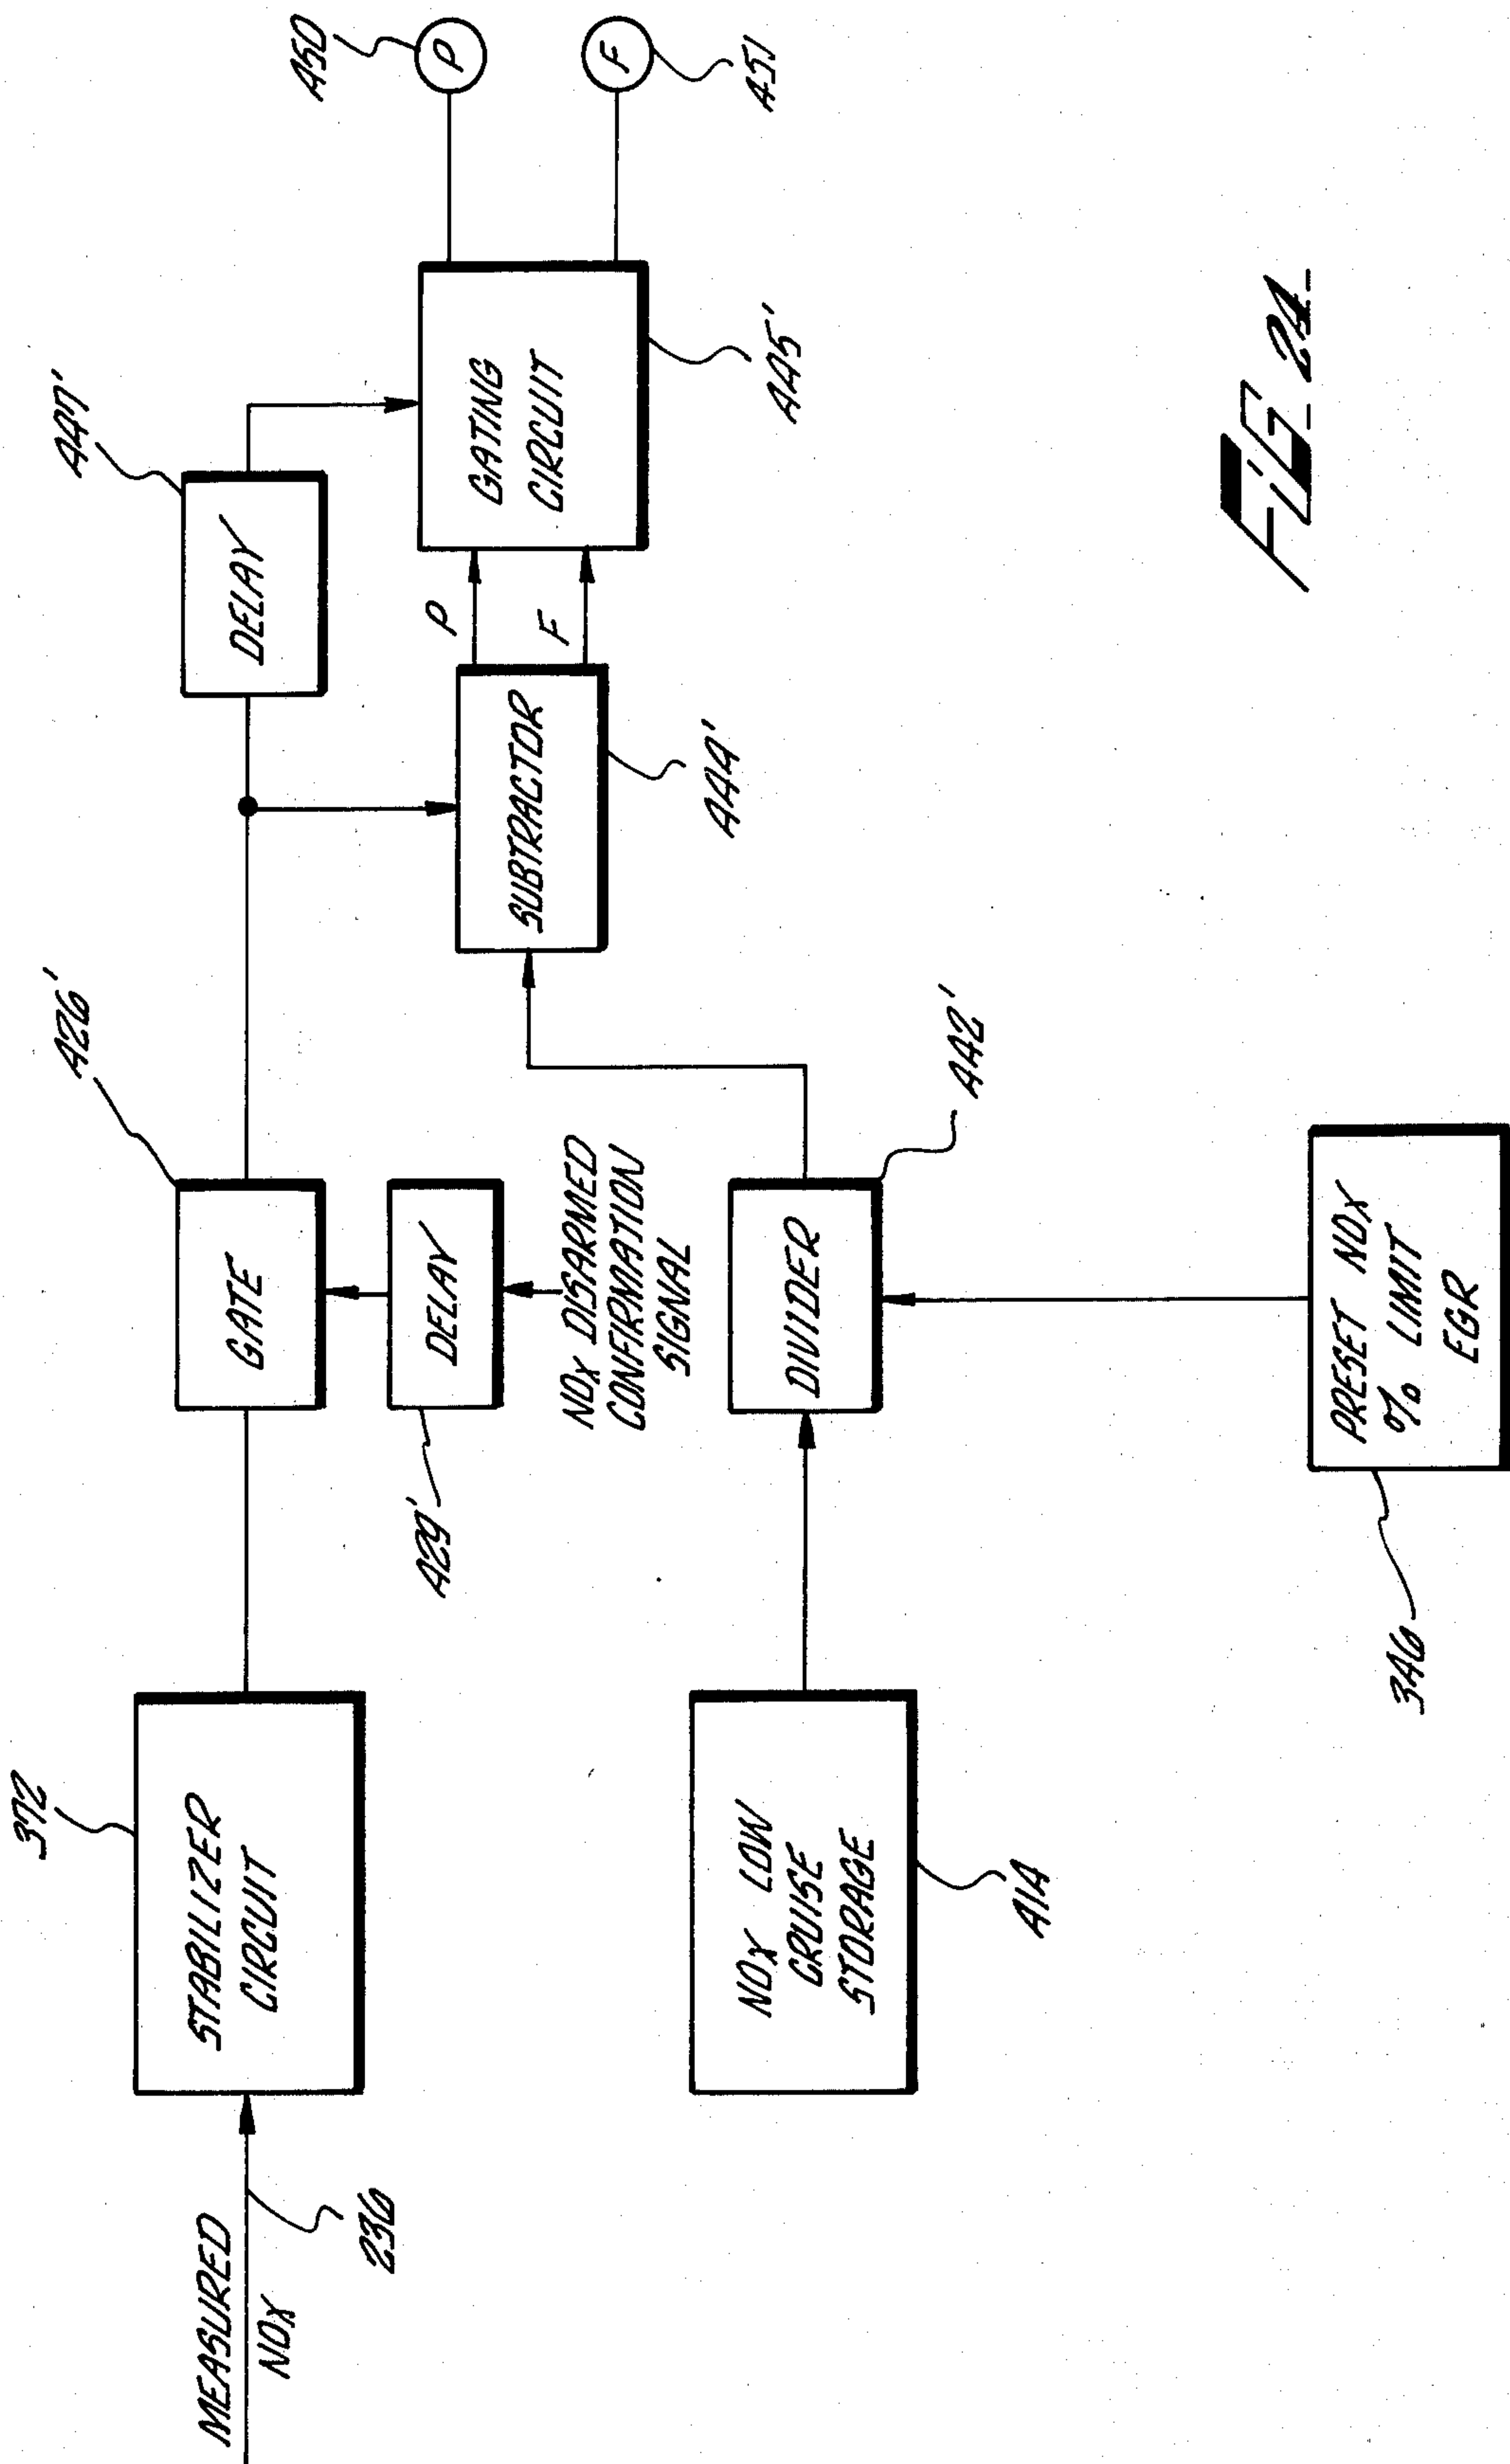 MEASURED
NOX
236
372
STABILIZER
CIRCUIT
426'
GATE
429'
DELAY
NOX DISARMED
CONFIRMATION
SIGNAL
447'
DELAY
SUBTRACTOR
444'
P
F
GATING
CIRCUIT
445'
450
P
F
451
NOX LOW
CRUISE
STORAGE
414
DIVIDER
442'
PRESET NOX
% LIMIT
EGR
346
FIG 24